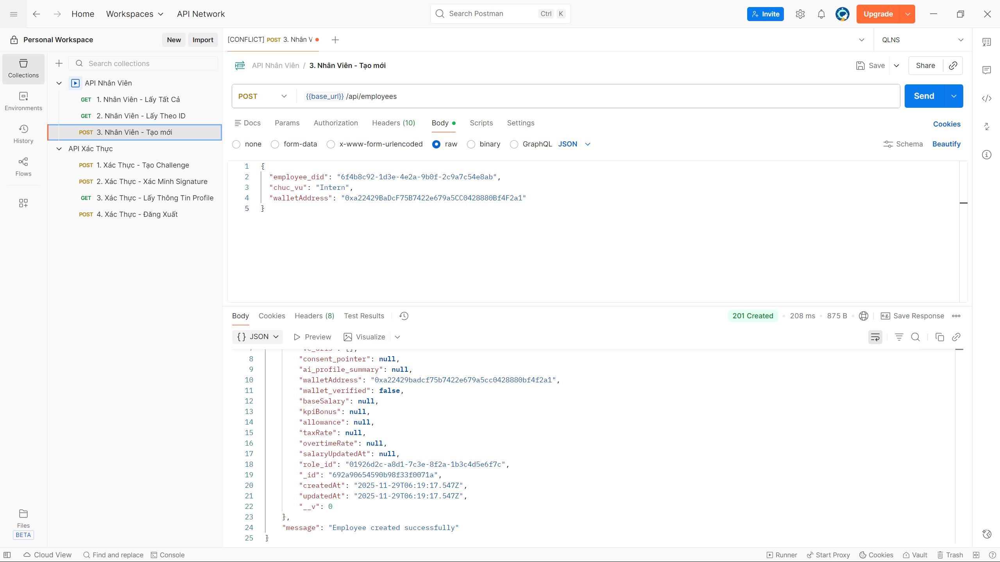 Home
Workspaces
API Network
Search Postman
Ctrl
K
Invite
Upgrade
Personal Workspace
New
Import
[CONFLICT] POST 3. Nhân V
QLNS
Collections
Environments
History
Flows
Files
BETA
Search collections
API Nhân Viên
GET 1. Nhân Viên - Lấy Tất Cả
GET 2. Nhân Viên - Lấy Theo ID
POST 3. Nhân Viên - Tạo mới
API Xác Thực
POST 1. Xác Thực - Tạo Challenge
POST 2. Xác Thực - Xác Minh Signature
GET 3. Xác Thực - Lấy Thông Tin Profile
POST 4. Xác Thực - Đăng Xuất
HTTP
API Nhân Viên / 3. Nhân Viên - Tạo mới
Save
Share
POST
{{base_url}}/api/employees
Send
Docs
Params
Authorization
Headers (10)
Body
Scripts
Settings
Cookies
none
form-data
x-www-form-urlencoded
raw
binary
GraphQL
JSON
Schema
Beautify
1 {
2 "employee_did": "6f4b8c92-1d3e-4e2a-9b0f-2c9a7c54e8ab",
3 "chuc_vu": "Intern",
4 "walletAddress": "0xa22429BaDcF75B7422e679a5CC0428880Bf4F2a1"
5 }
Body
Cookies
Headers (8)
Test Results
201 Created
208 ms
875 B
e.g.
Save Response
{} JSON
Preview
Visualize
8 "consent_pointer": null,
9 "ai_profile_summary": null,
10 "walletAddress": "0xa22429badcf75b7422e679a5cc0428880bf4f2a1",
11 "wallet_verified": false,
12 "baseSalary": null,
13 "kpiBonus": null,
14 "allowance": null,
15 "taxRate": null,
16 "overtimeRate": null,
17 "salaryUpdatedAt": null,
18 "role_id": "01926d2c-a8d1-7c3e-8f2a-1b3c4d5e6f7c",
19 "_id": "692a90654590b98f33f0071a",
20 "createdAt": "2025-11-29T06:19:17.547Z",
21 "updatedAt": "2025-11-29T06:19:17.547Z",
22 "__v": 0
23 },
24 "message": "Employee created successfully"
25 }
Cloud View
Find and replace
Console
Runner
Start Proxy
Cookies
Vault
Trash